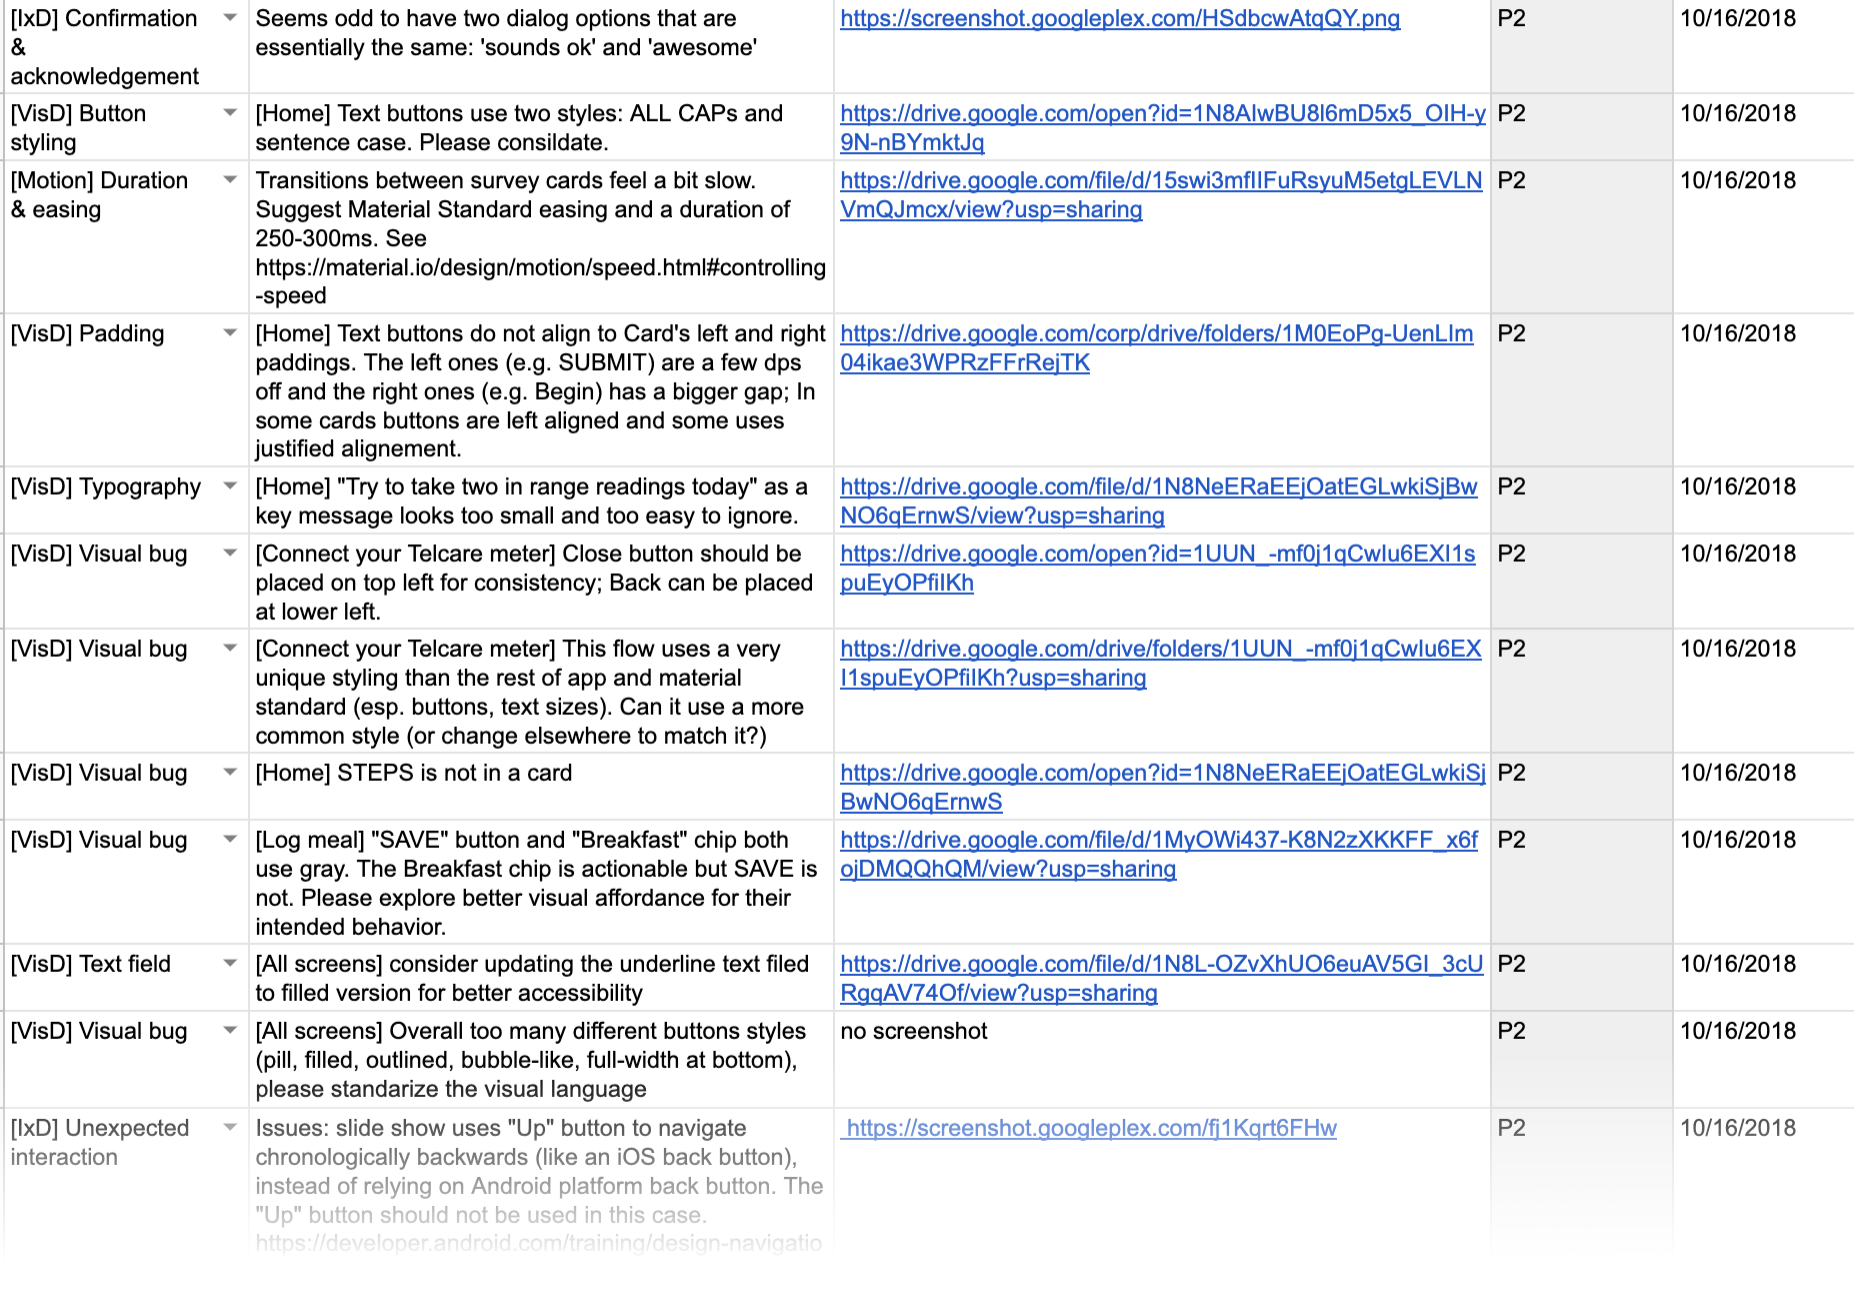 [IxD] Confirmation
&
acknowledgement
Seems odd to have two dialog options that are
essentially the same: 'sounds ok' and 'awesome'
https://screenshot.googleplex.com/HSdbcwAtqQY.png
P2
10/16/2018
[VisD] Button
styling
[Home] Text buttons use two styles: ALL CAPs and
sentence case. Please consildate.
https://drive.google.com/open?id=1N8AlwBU8l6mD5x5_OIH-y
9N-nBYmktJq
P2
10/16/2018
[Motion] Duration
& easing
Transitions between survey cards feel a bit slow.
Suggest Material Standard easing and a duration of
250-300ms. See
https://material.io/design/motion/speed.html#controlling
-speed
https://drive.google.com/file/d/15swi3mfIIFuRsyuM5etgLEVLN
VmQJmcx/view?usp=sharing
P2
10/16/2018
[VisD] Padding
[Home] Text buttons do not align to Card's left and right
paddings. The left ones (e.g. SUBMIT) are a few dps
off and the right ones (e.g. Begin) has a bigger gap; In
some cards buttons are left aligned and some uses
justified alignement.
https://drive.google.com/corp/drive/folders/1M0EoPg-UenLIm
04ikae3WPRzFFrRejTK
P2
10/16/2018
[VisD] Typography
[Home] "Try to take two in range readings today" as a
key message looks too small and too easy to ignore.
https://drive.google.com/file/d/1N8NeERaEEjOatEGLwkiSjBw
NO6qErnwS/view?usp=sharing
P2
10/16/2018
[VisD] Visual bug
[Connect your Telcare meter] Close button should be
placed on top left for consistency; Back can be placed
at lower left.
https://drive.google.com/open?id=1UUN_-mf0j1qCwlu6EXI1s
puEyOPfilKh
P2
10/16/2018
[VisD] Visual bug
[Connect your Telcare meter] This flow uses a very
unique styling than the rest of app and material
standard (esp. buttons, text sizes). Can it use a more
common style (or change elsewhere to match it?)
https://drive.google.com/drive/folders/1UUN_-mf0j1qCwlu6EX
I1spuEyOPfilKh?usp=sharing
P2
10/16/2018
[VisD] Visual bug
[Home] STEPS is not in a card
https://drive.google.com/open?id=1N8NeERaEEjOatEGLwkiSj
BwNO6qErnwS
P2
10/16/2018
[VisD] Visual bug
[Log meal] "SAVE" button and "Breakfast" chip both
use gray. The Breakfast chip is actionable but SAVE is
not. Please explore better visual affordance for their
intended behavior.
https://drive.google.com/file/d/1MyOWi437-K8N2zXKKFF_x6f
ojDMQQhQM/view?usp=sharing
P2
10/16/2018
[VisD] Text field
[All screens] consider updating the underline text filed
to filled version for better accessibility
https://drive.google.com/file/d/1N8L-OZvXhUO6euAV5GI_3cU
RgqAV74Of/view?usp=sharing
P2
10/16/2018
[VisD] Visual bug
[All screens] Overall too many different buttons styles
(pill, filled, outlined, bubble-like, full-width at bottom),
please standarize the visual language
no screenshot
P2
10/16/2018
[IxD] Unexpected
interaction
Issues: slide show uses "Up" button to navigate
chronologically backwards (like an iOS back button),
instead of relying on Android platform back button. The
"Up" button should not be used in this case.
https://developer.android.com/training/design-navigatio
https://screenshot.googleplex.com/fj1Kqrt6FHw
P2
10/16/2018